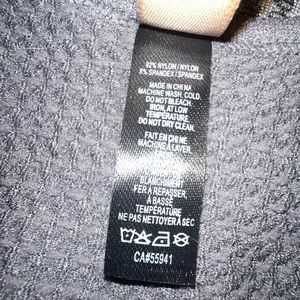 92% NYLON / NYLON
8% SPANDEX / SPANDEX
MADE IN CHINA
MACHINE WASH, COLD.
DO NOT BLEACH.
IRON, AT LOW
TEMPERATURE.
DO NOT DRY CLEAN.
FAIT EN CHINE
MACHINE À LAVER
BLANCHIMENT
FER À REPASSER,
À BASSE
TEMPÉRATURE
NE PAS NETTOYER À SEC
CA#55941